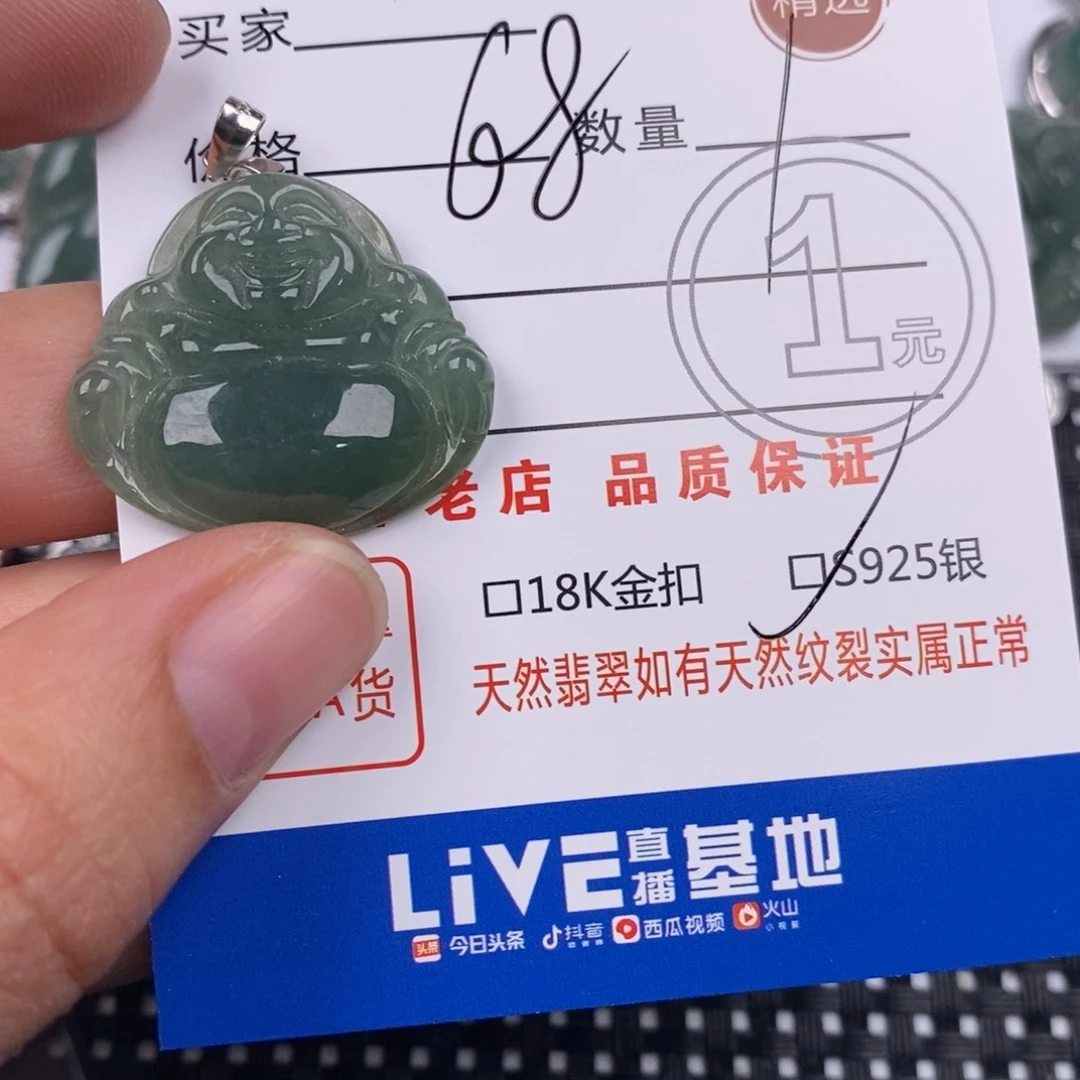 精选
买家
价格 68 数量
1元
老店 品质保证
□18K金扣 □S925银
A货
天然翡翠如有天然纹裂实属正常
LiVE直播基地
头条 今日头条 抖音 西瓜视频 火山